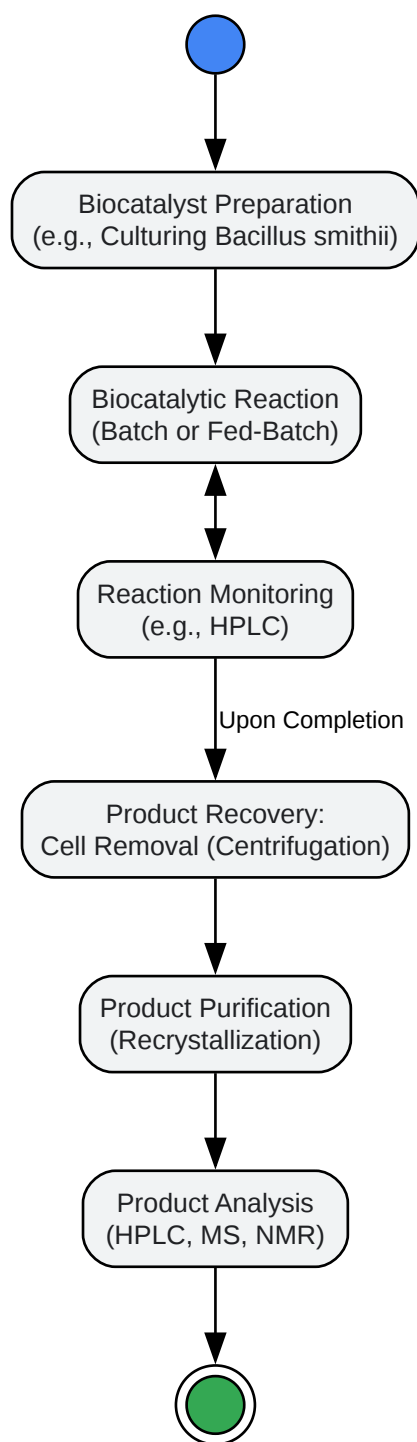 Biocatalyst Preparation
(e.g., Culturing Bacillus smithii)
Biocatalytic Reaction
(Batch or Fed-Batch)
Reaction Monitoring
(e.g., HPLC)
Upon Completion
Product Recovery:
Cell Removal (Centrifugation)
Product Purification
(Recrystallization)
Product Analysis
(HPLC, MS, NMR)